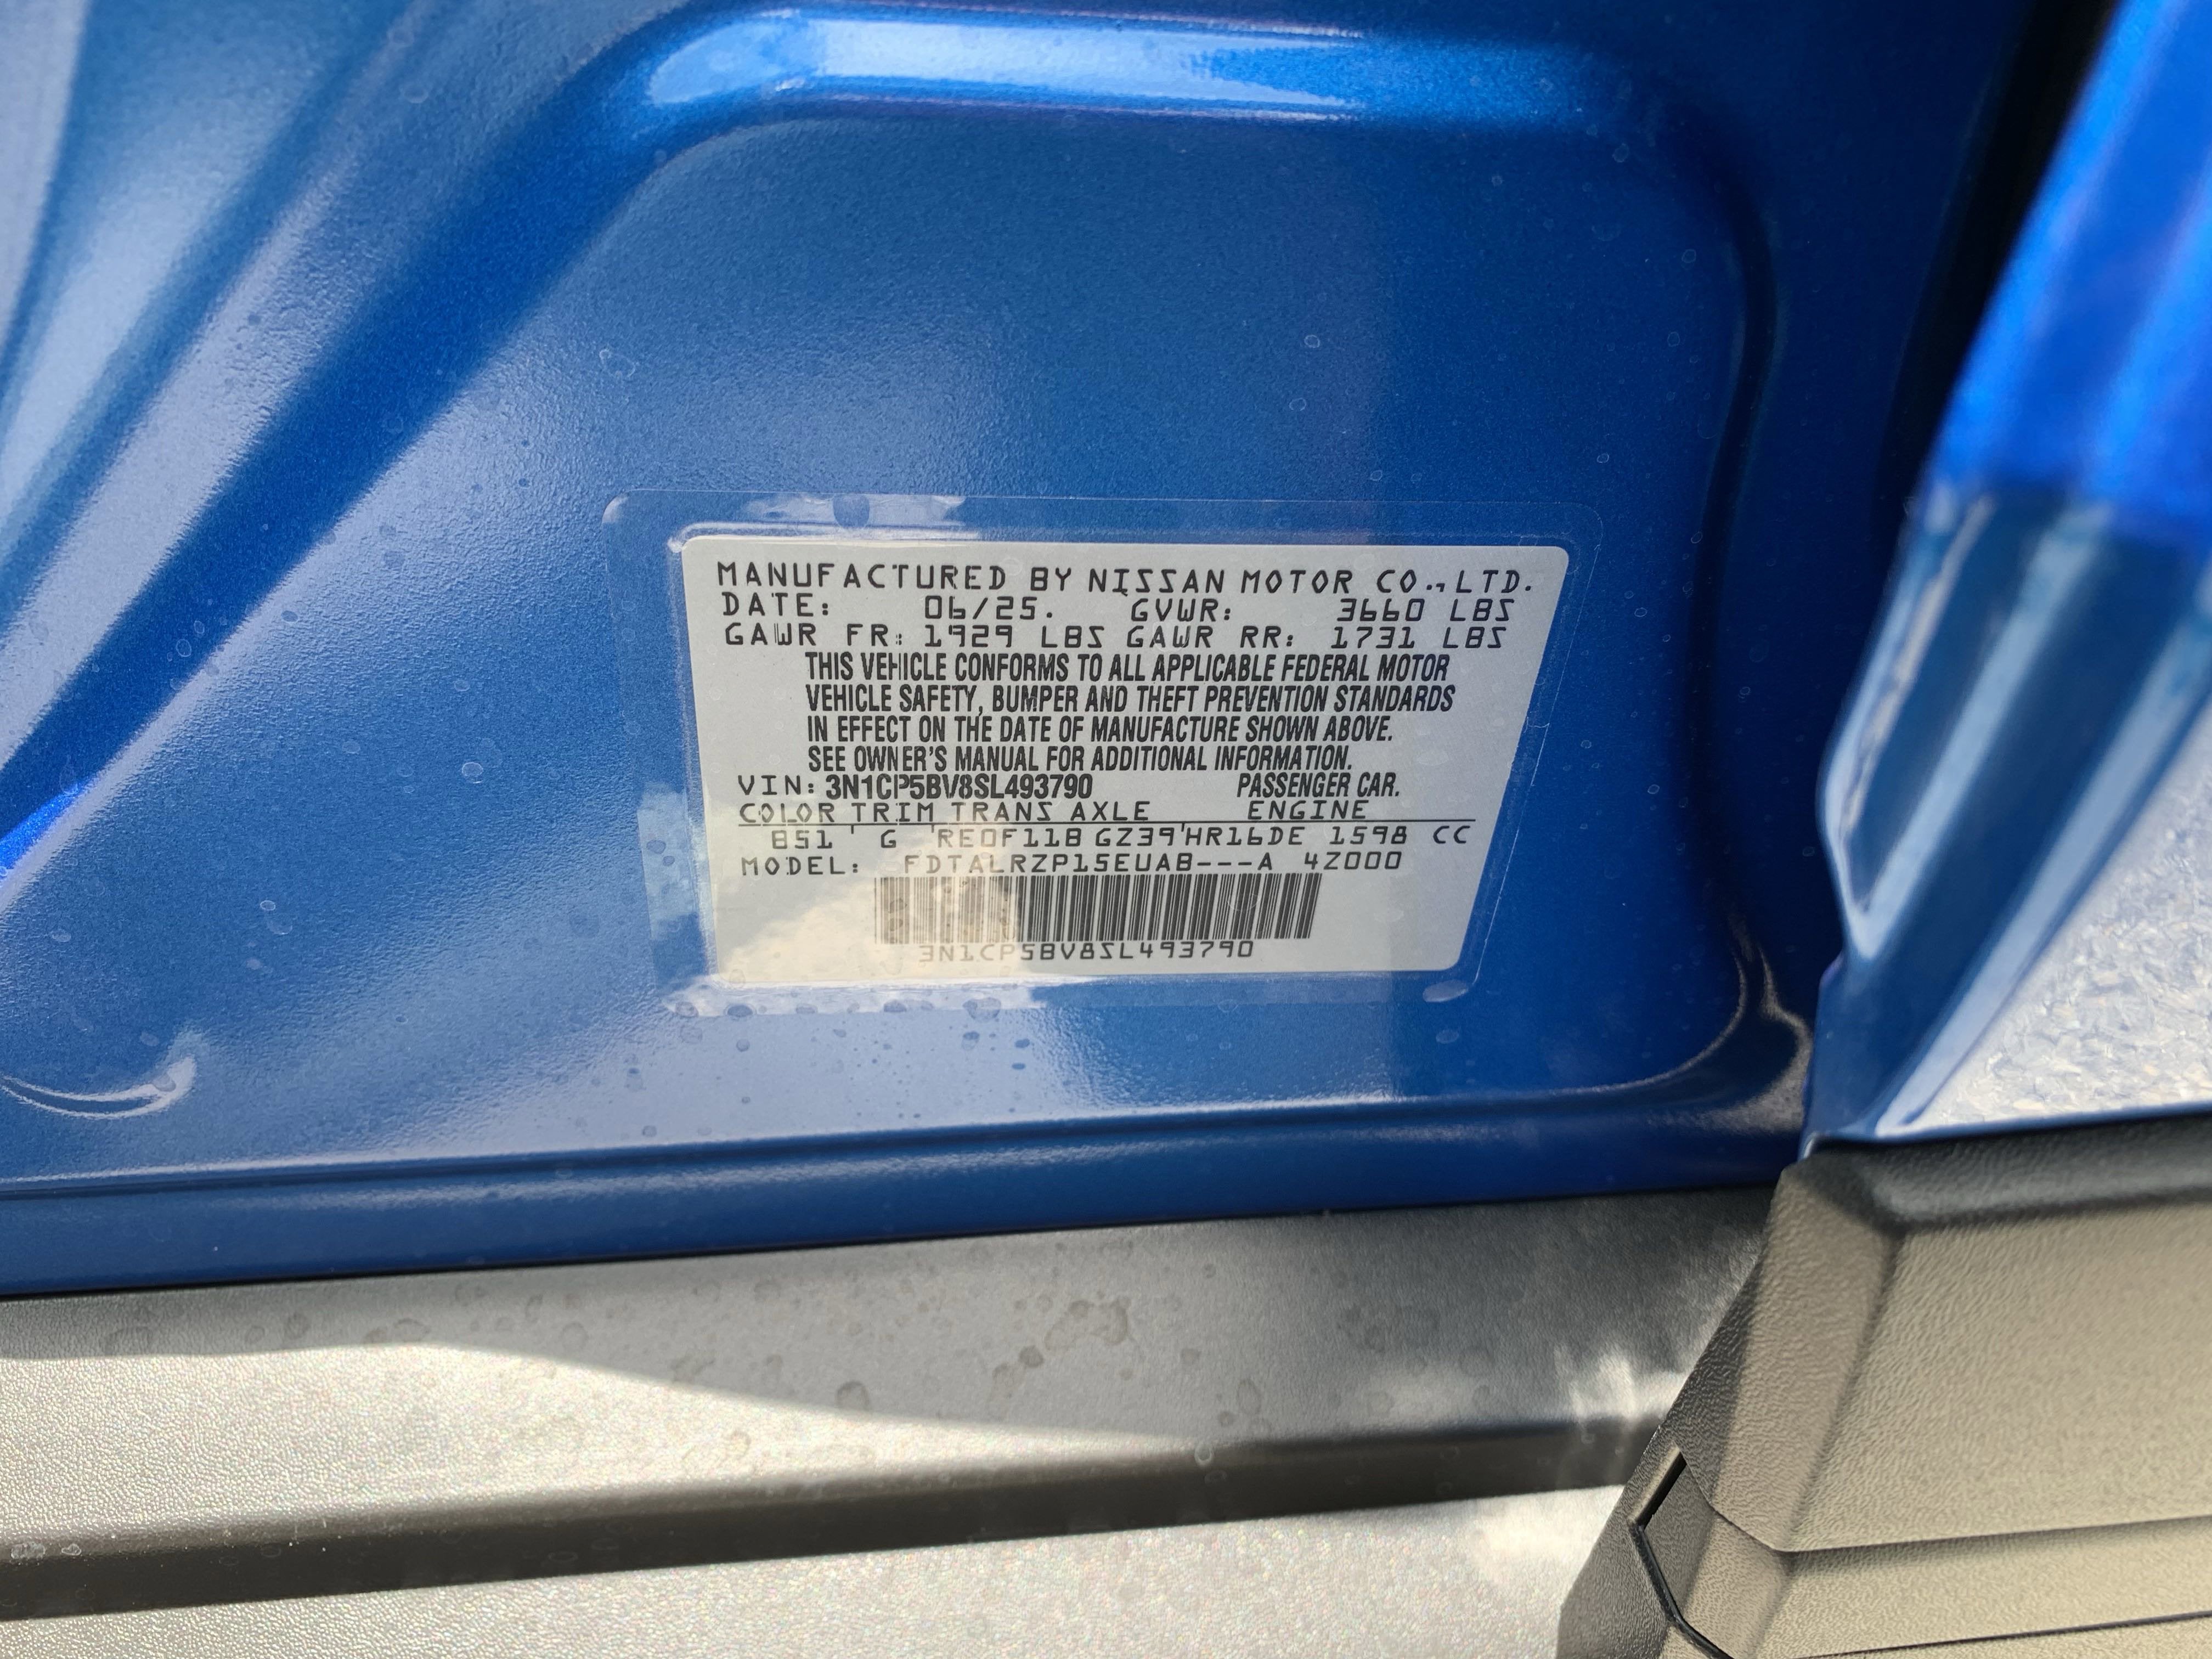 MANUFACTURED BY NISSAN MOTOR CO., LTD.
DATE: 06/25. GVWR: 3660 LBS
GAWR FR: 1929 LBS GAWR RR: 1731 LBS
THIS VEHICLE CONFORMS TO ALL APPLICABLE FEDERAL MOTOR
VEHICLE SAFETY, BUMPER AND THEFT PREVENTION STANDARDS
IN EFFECT ON THE DATE OF MANUFACTURE SHOWN ABOVE.
SEE OWNER'S MANUAL FOR ADDITIONAL INFORMATION.
VIN: 3N1CP5BV8SL493790 PASSENGER CAR.
COLOR TRIM TRANS AXLE ENGINE
B51 G RE0F11B GZ39 HR16DE 1598 CC
MODEL: FDTALRZP15EUAB---A 4Z000
3N1CP5BV8SL493790